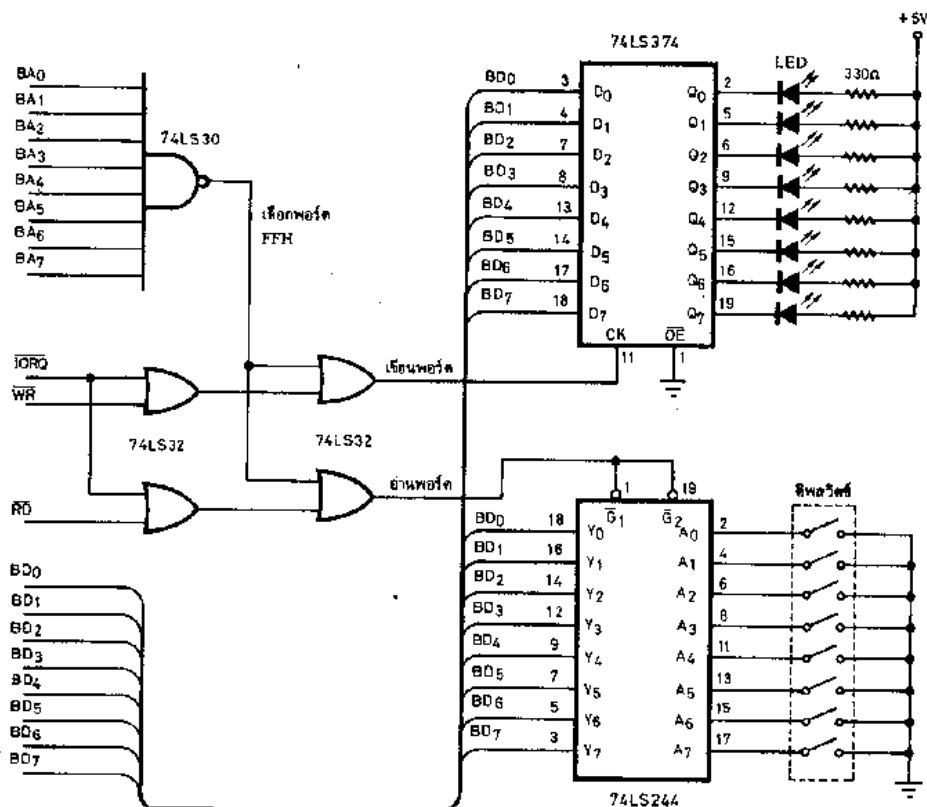 +5V
74LS374
LED
330Ω
BA0
BA1
BA2
BA3
BA4
BA5
BA6
BA7
74LS30
เลือกพอร์ต
FFH
BD0 3 D0 Q0 2
BD1 4 D1 Q1 5
BD2 7 D2 Q2 6
BD3 8 D3 Q3 9
BD4 13 D4 Q4 12
BD5 14 D5 Q5 15
BD6 17 D6 Q6 16
BD7 18 D7 Q7 19
CK O̅E̅
11 1
I̅O̅R̅Q̅
W̅R̅
เขียนพอร์ต
74LS32
74LS32
อ่านพอร์ต
R̅D̅
1 19
G̅1 G̅2
ดิพสวิตช์
BD0 18 Y0 A0 2
BD1 16 Y1 A1 4
BD2 14 Y2 A2 6
BD3 12 Y3 A3 8
BD4 9 Y4 A4 11
BD5 7 Y5 A5 13
BD6 5 Y6 A6 15
BD7 3 Y7 A7 17
74LS244
BD0
BD1
BD2
BD3
BD4
BD5
BD6
BD7